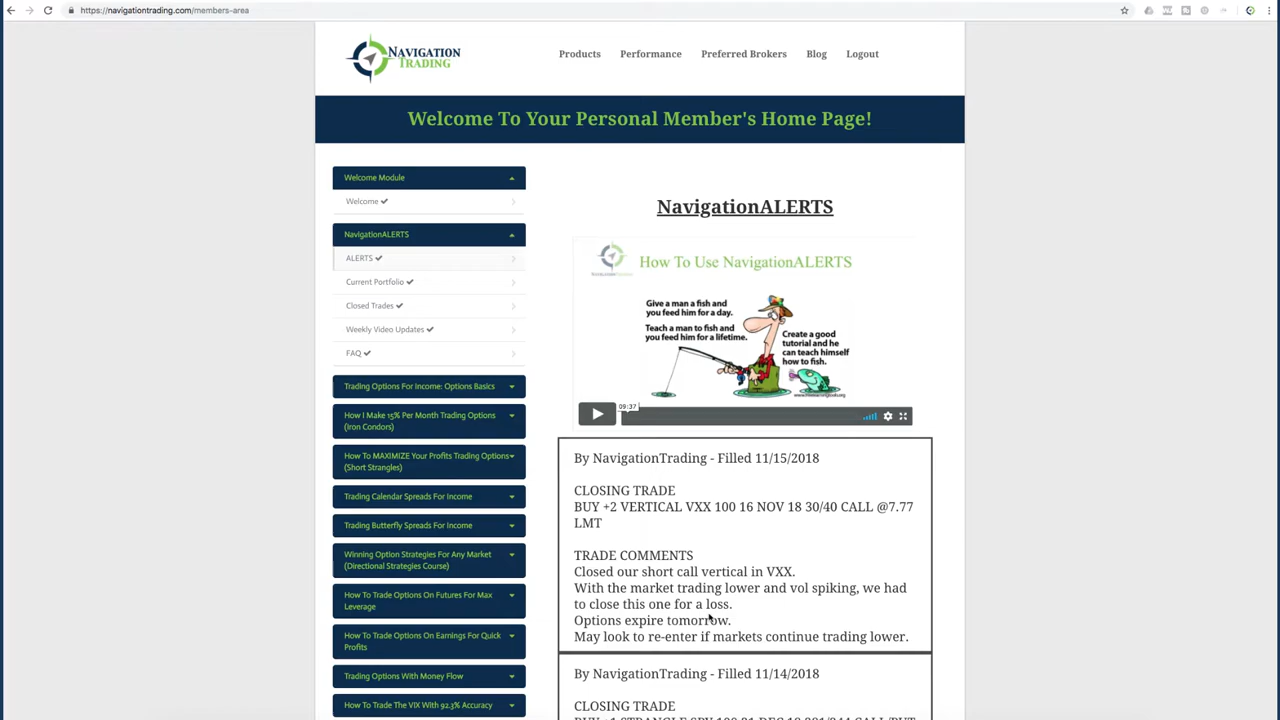 https://navigationtrading.com/members-area
NAVIGATION
TRADING
Products Performance Preferred Brokers Blog Logout
Welcome To Your Personal Member's Home Page!
Welcome Module
Welcome
NavigationALERTS
ALERTS
Current Portfolio
Closed Trades
Weekly Video Updates
FAQ
Trading Options For Income: Options Basics
How I Make 15% Per Month Trading Options
(Iron Condors)
How To MAXIMIZE Your Profits Trading Options
(Short Strangles)
Trading Calendar Spreads For Income
Trading Butterfly Spreads For Income
Winning Option Strategies For Any Market
(Directional Strategies Course)
How To Trade Options On Futures For Max
Leverage
How To Trade Options On Earnings For Quick
Profits
Trading Options With Money Flow
How To Trade The VIX With 92.3% Accuracy
NavigationALERTS
How To Use NavigationALERTS
Give a man a fish and
you feed him for a day.
Teach a man to fish and
you feed him for a lifetime.
Create a good
tutorial and he
can teach himself
how to fish.
09:37
By NavigationTrading - Filled 11/15/2018
CLOSING TRADE
BUY +2 VERTICAL VXX 100 16 NOV 18 30/40 CALL @7.77
LMT
TRADE COMMENTS
Closed our short call vertical in VXX.
With the market trading lower and vol spiking, we had
to close this one for a loss.
Options expire tomorrow.
May look to re-enter if markets continue trading lower.
By NavigationTrading - Filled 11/14/2018
CLOSING TRADE